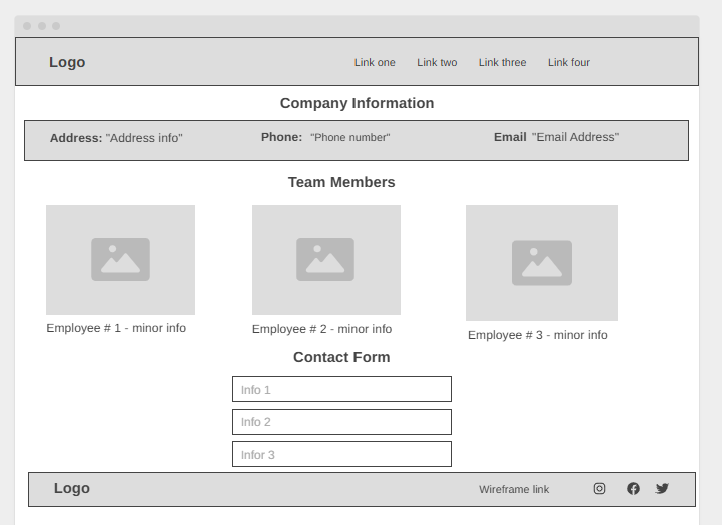 Logo Link one Link two Link three Link four
Company Information
Address: "Address info" Phone: "Phone number" Email "Email Address"
Team Members
Employee # 1 - minor info Employee # 2 - minor info Employee # 3 - minor info
Contact Form
Info 1
Info 2
Infor 3
Logo Wireframe link